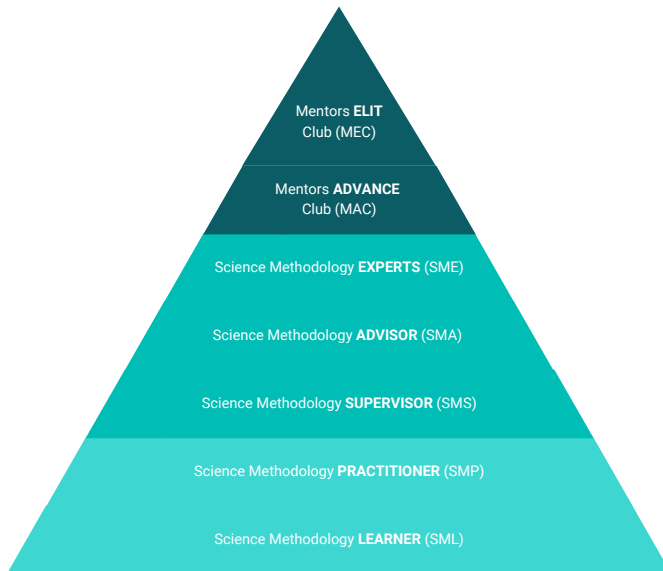 Mentors ELIT
Club (MEC)
Mentors ADVANCE
Club (MAC)
Science Methodology EXPERTS (SME)
Science Methodology ADVISOR (SMA)
Science Methodology SUPERVISOR (SMS)
Science Methodology PRACTITIONER (SMP)
Science Methodology LEARNER (SML)